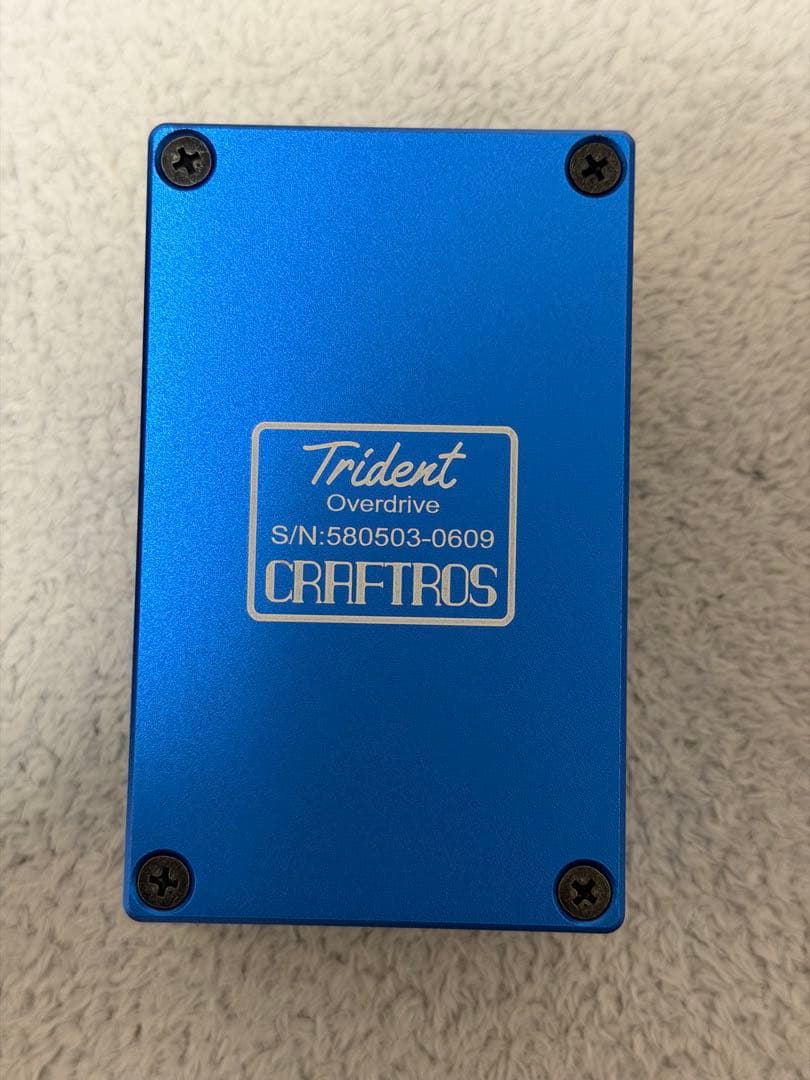 Trident
Overdrive
S/N:580503-0609
CRAFTROS